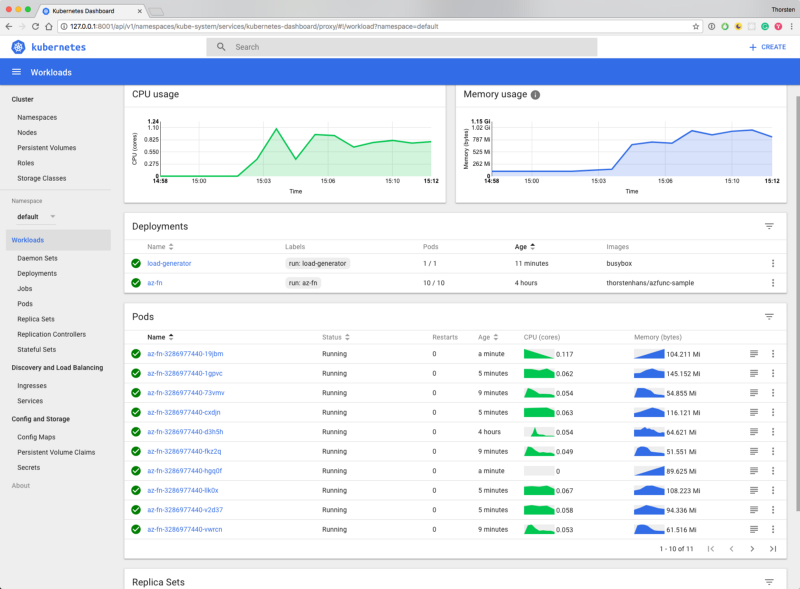 Kubernetes Dashboard
Thorsten
127.0.0.1:8001/api/v1/namespaces/kube-system/services/kubernetes-dashboard/proxy/#!/workload?namespace=default
kubernetes
Search
+ CREATE
Workloads
Cluster
Namespaces
Nodes
Persistent Volumes
Roles
Storage Classes
Namespace
default
Workloads
Daemon Sets
Deployments
Jobs
Pods
Replica Sets
Replication Controllers
Stateful Sets
Discovery and Load Balancing
Ingresses
Services
Config and Storage
Config Maps
Persistent Volume Claims
Secrets
About
CPU usage
CPU (cores)
1.24
1.10
0.825
0.550
0.275
0
14:58 15:00 15:03 15:06 15:10 15:12
Time
Memory usage
Memory (bytes)
1.15 Gi
1.02 Gi
787 Mi
525 Mi
262 Mi
0
14:58 15:00 15:03 15:06 15:10 15:12
Time
Deployments
Name Labels Pods Age Images
load-generator run: load-generator 1 / 1 11 minutes busybox
az-fn run: az-fn 10 / 10 4 hours thorstenhans/azfunc-sample
Pods
Name Status Restarts Age CPU (cores) Memory (bytes)
az-fn-3286977440-19jbm Running 0 a minute 0.117 104.211 Mi
az-fn-3286977440-1gpvc Running 0 5 minutes 0.062 145.152 Mi
az-fn-3286977440-73vmv Running 0 9 minutes 0.054 54.855 Mi
az-fn-3286977440-cxdjn Running 0 5 minutes 0.063 116.121 Mi
az-fn-3286977440-d3h5h Running 0 4 hours 0.054 64.621 Mi
az-fn-3286977440-fkz2q Running 0 9 minutes 0.049 51.551 Mi
az-fn-3286977440-hgq0f Running 0 a minute 0 89.625 Mi
Running 0 5 minutes 0.067 108.223 Mi
az-fn-3286977440-v2d37 Running 0 5 minutes 0.058 94.336 Mi
az-fn-3286977440-vwrcn Running 0 9 minutes 0.053 61.516 Mi
1 - 10 of 11
Replica Sets